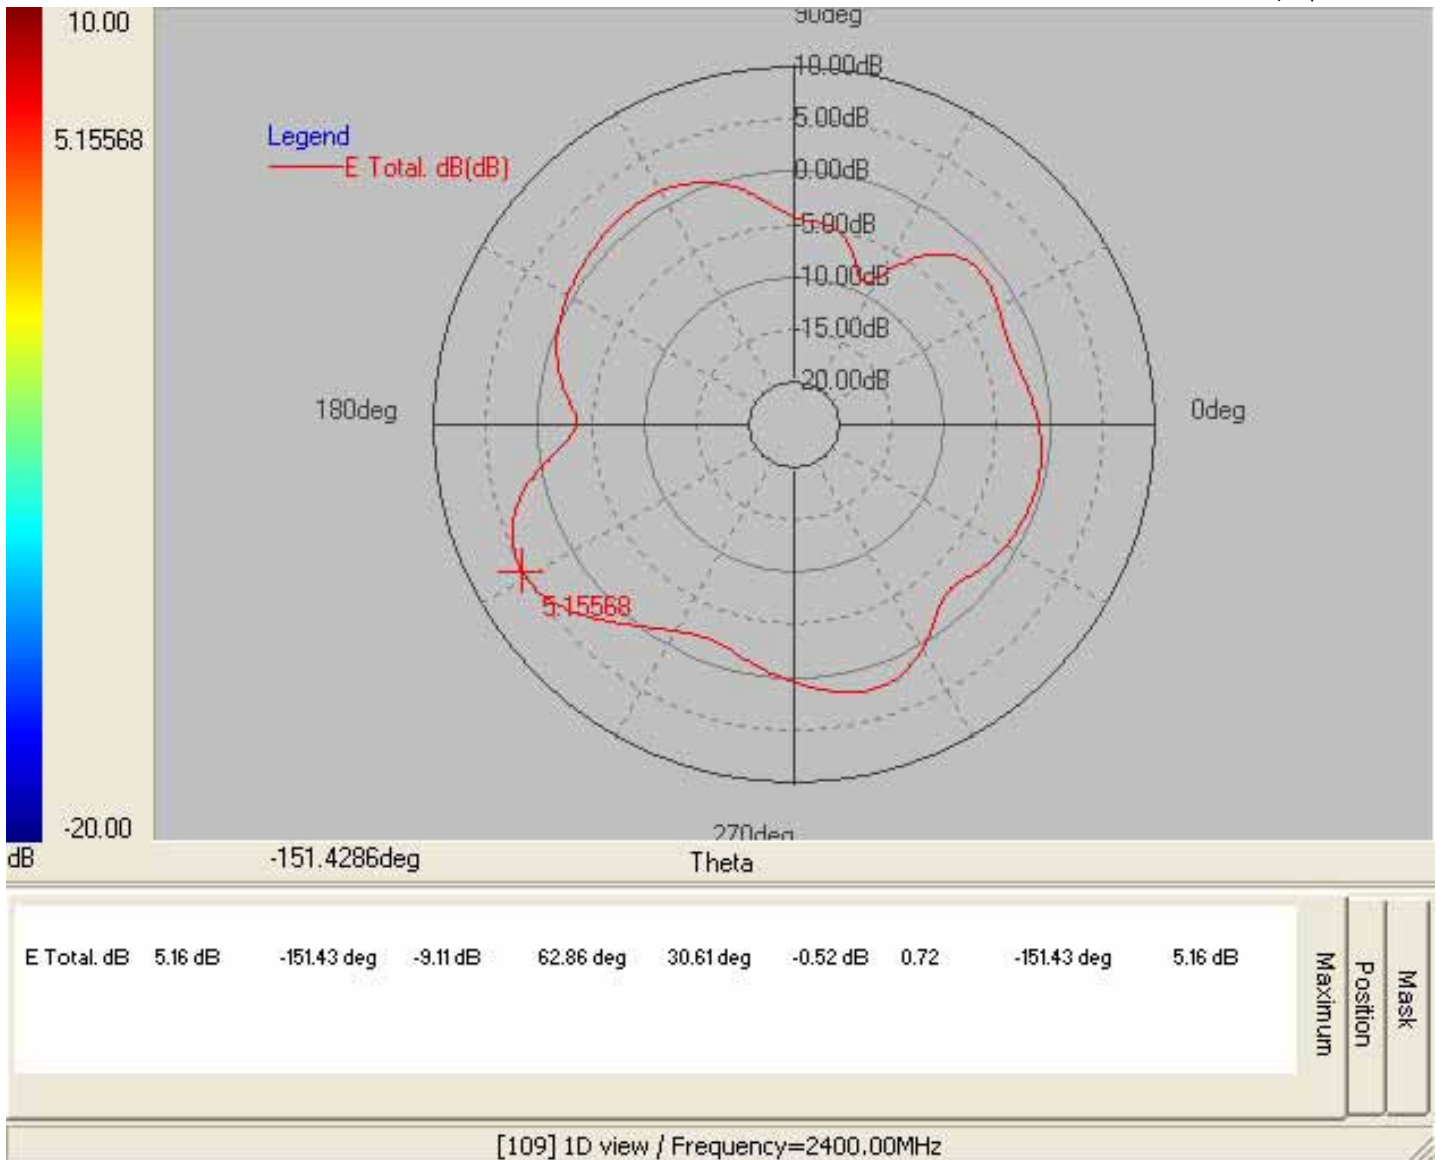 90deg
10.00
10.00dB
5.00dB
Legend
5.15568
E Total. dB(dB)
0.00dB
-5.00dB
-10.00dB
-15.00dB
-20.00dB
180deg
0deg
5.15568
-20.00
270deg
dB
-151.4286deg
Theta
E Total. dB 5.16 dB -151.43 deg -9.11 dB 62.86 deg 30.61 deg -0.52 dB 0.72 -151.43 deg 5.16 dB
Maximum
Position
Mask
[109] 1D view / Frequency=2400.00MHz